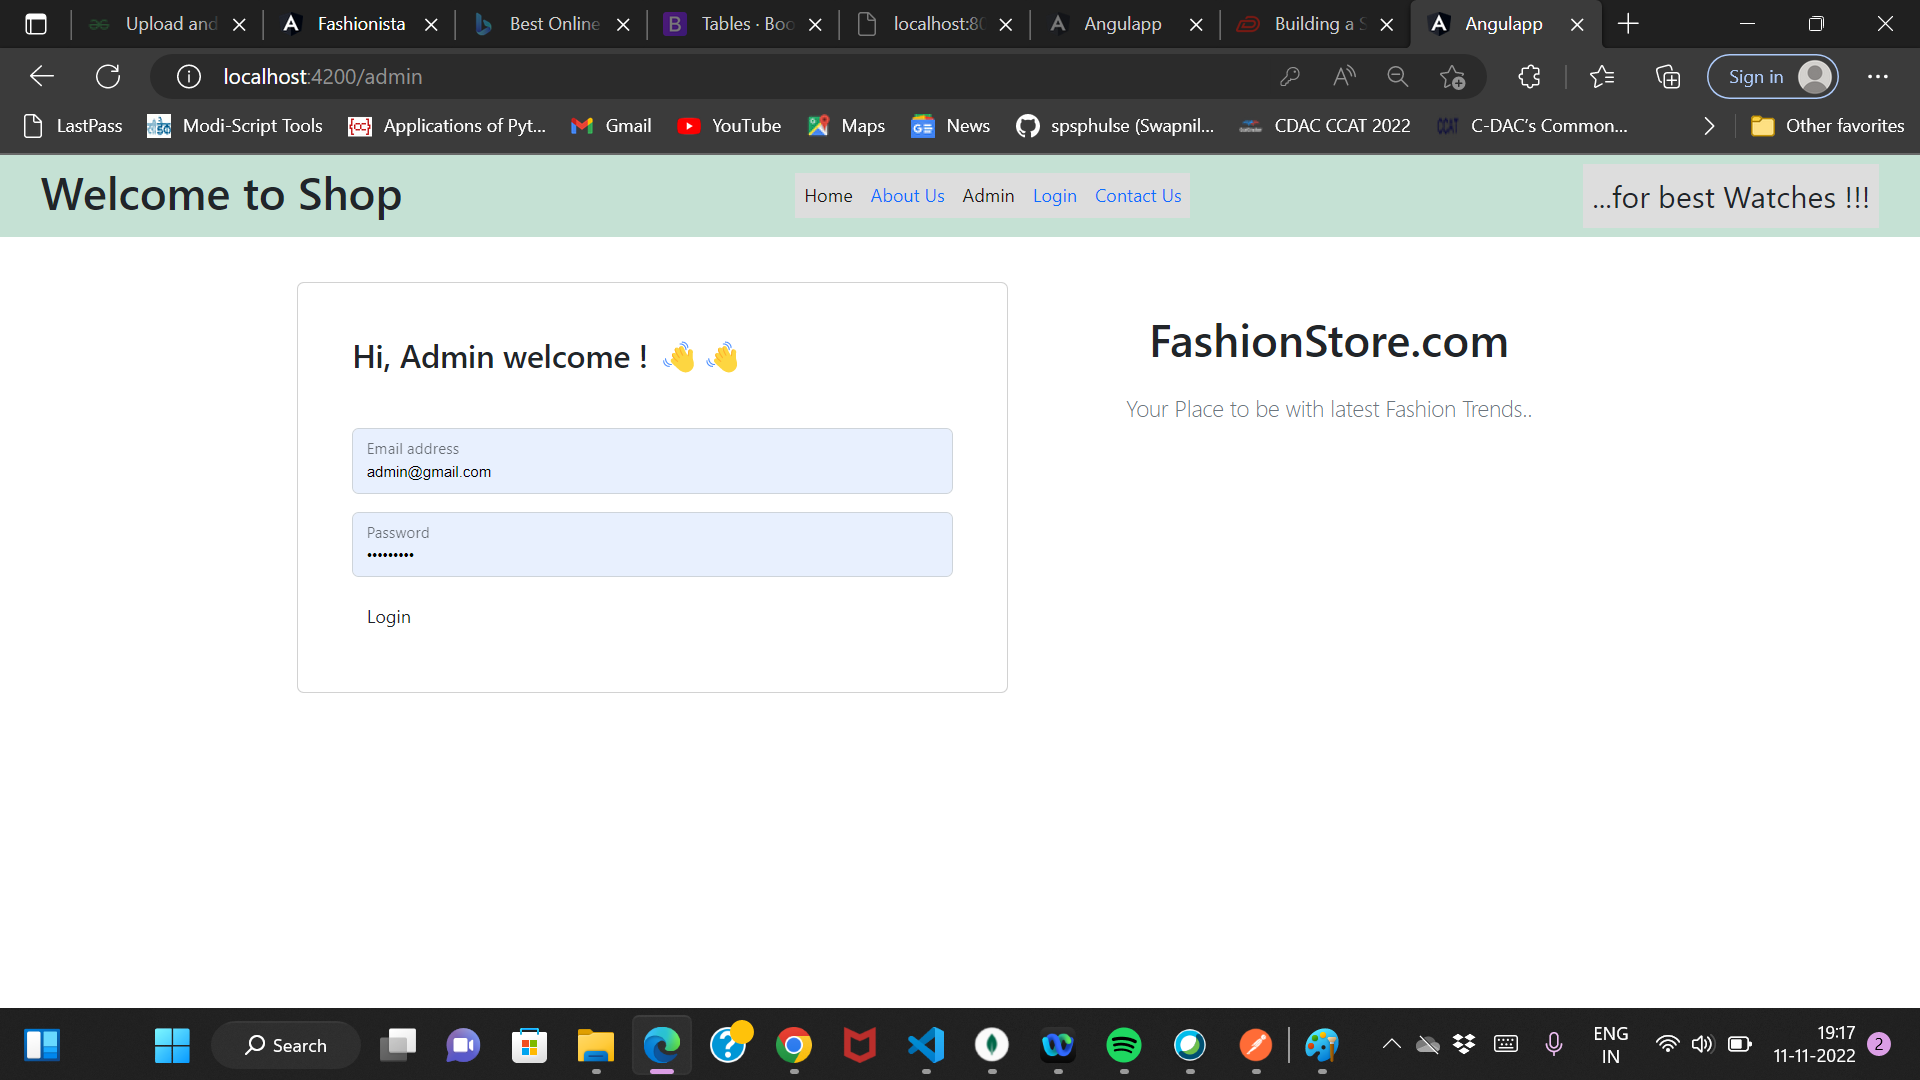 Upload and
Fashionista
Best Online
Tables · Boo
localhost:80
Angulapp
Building a S
Angulapp
localhost:4200/admin
Sign in
LastPass
Modi-Script Tools
Applications of Pyt...
Gmail
YouTube
Maps
News
spsphulse (Swapnil...
CDAC CCAT 2022
C-DAC's Common...
Other favorites
Welcome to Shop
Home About Us Admin Login Contact Us
...for best Watches !!!
Hi, Admin welcome ! 👋 👋
Email address
admin@gmail.com
Password
•••••••••
Login
FashionStore.com
Your Place to be with latest Fashion Trends..
Search
ENG
IN
19:17
11-11-2022
2